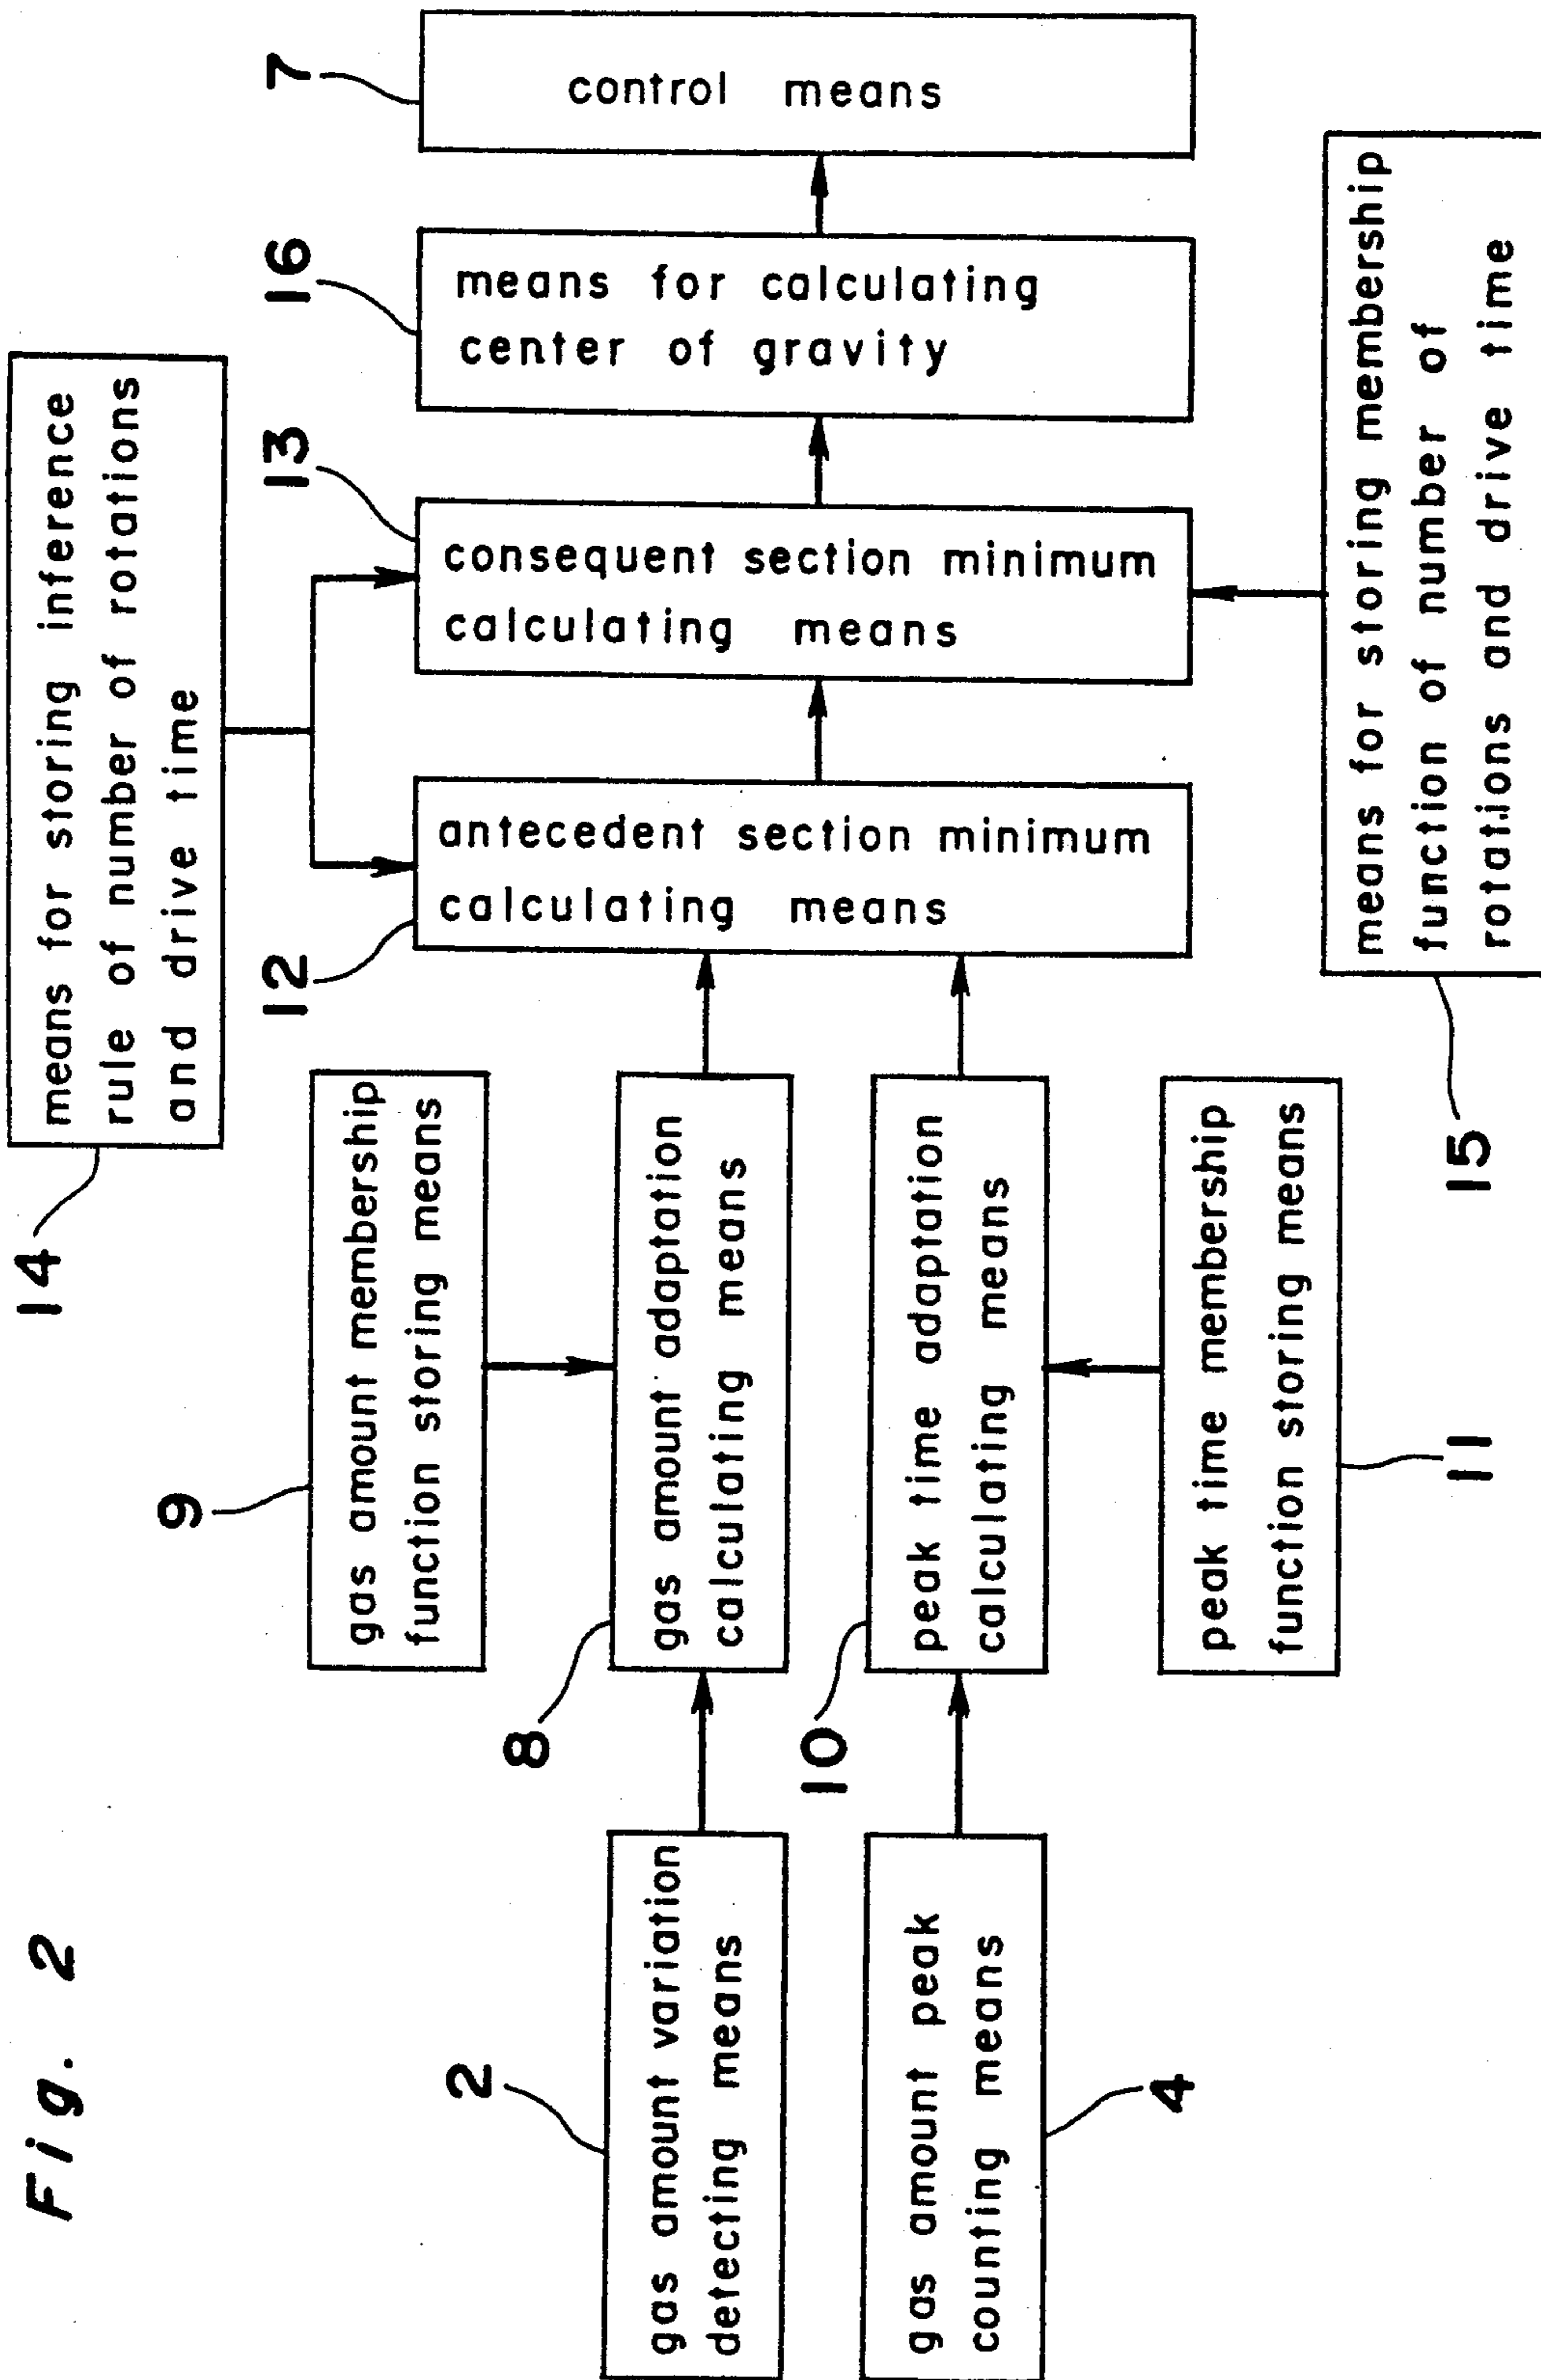 Fig. 2
2
gas amount variation
detecting means
4
gas amount peak
counting means
9
gas amount membership
function storing means
8
gas amount adaptation
calculating means
10
peak time adaptation
calculating means
11
peak time membership
function storing means
14
means for storing inference
rule of number of rotations
and drive time
12
antecedent section minimum
calculating means
13
consequent section minimum
calculating means
15
means for storing membership
function of number of
rotations and drive time
16
means for calculating
center of gravity
7
control means